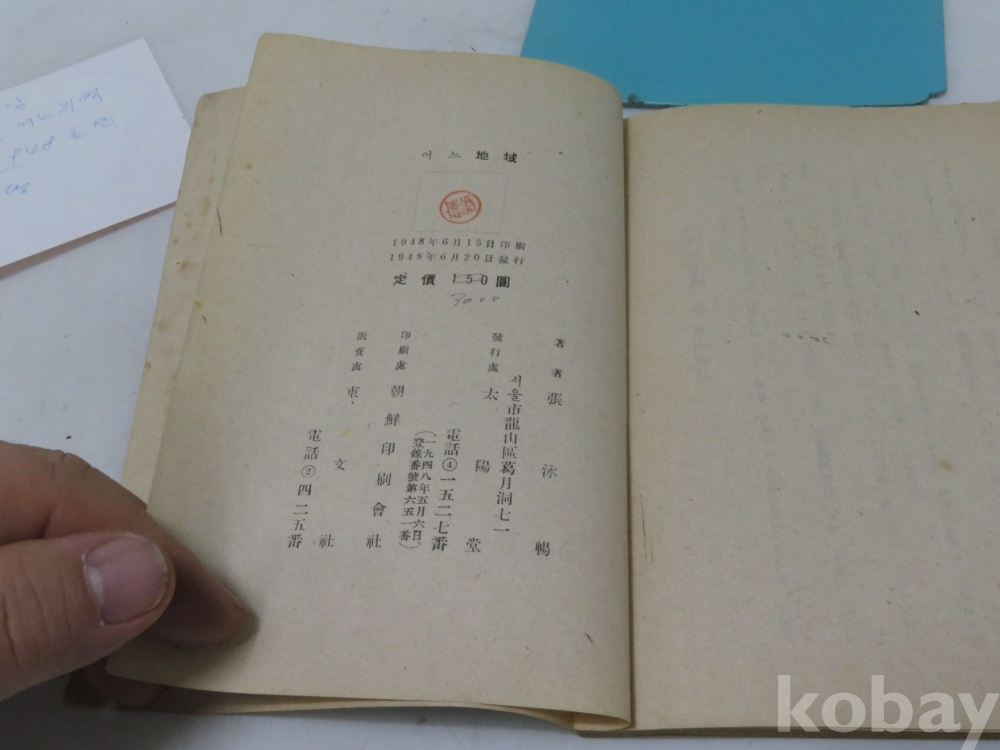 어느 地域
1948年6月15日印刷
1948年6月20日發行
定價 150圓
3000
著者 張泳暢
서울市龍山區葛月洞七一
發行處 太陽堂
電話④一五二七番
(一九四八年五月六日、
登錄番號第六五一番)
印刷處 朝鮮印刷會社
販賣處 東文社
電話②四二五番
3000
kobay